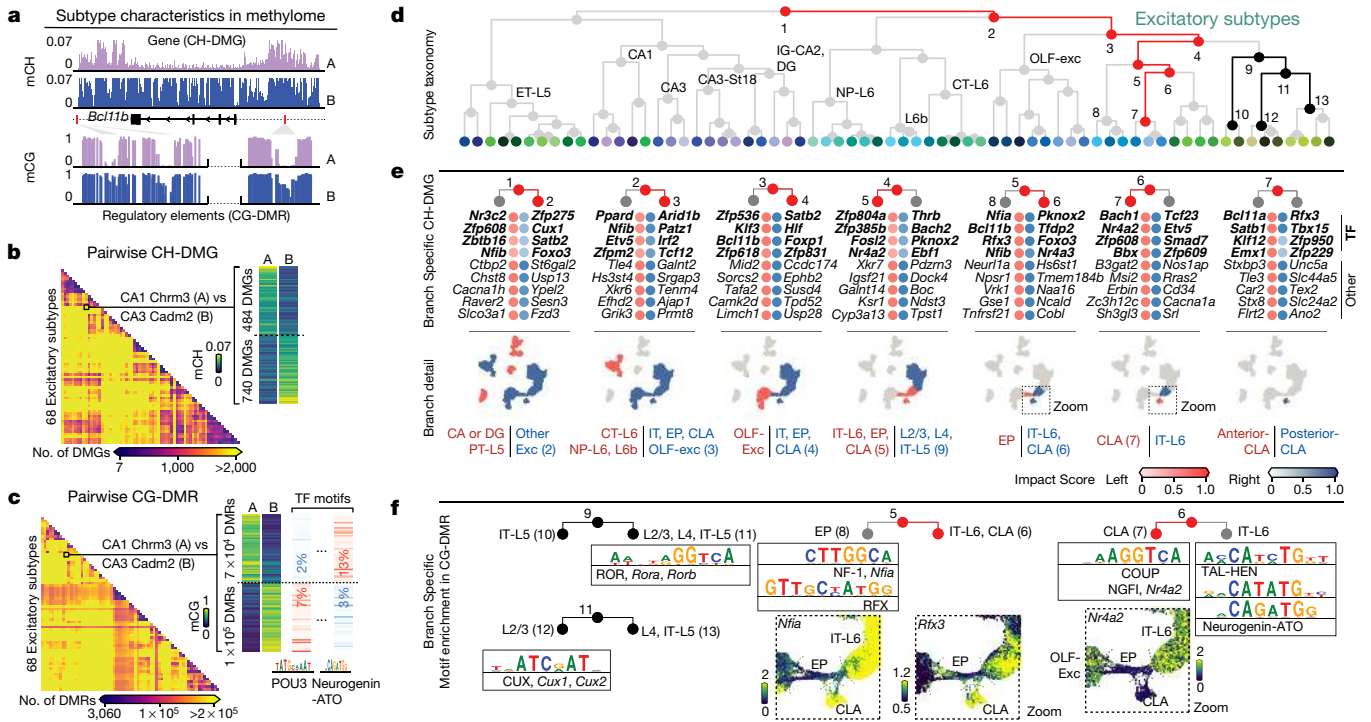 a
Subtype characteristics in methylome
Gene (CH-DMG)
mCH
0.07
0
A
0.07
0
B
Bcl11b
mCG
1
0
A
1
0
B
Regulatory elements (CG-DMR)
b
Pairwise CH-DMG
68 Excitatory subtypes
CA1 Chrm3 (A) vs
CA3 Cadm2 (B)
A B
484 DMGs
740 DMGs
mCH
0.07
0
No. of DMGs
7 1,000 >2,000
c
Pairwise CG-DMR
68 Excitatory subtypes
CA1 Chrm3 (A) vs
CA3 Cadm2 (B)
A B
TF motifs
7 × 10⁴ DMRs
1 × 10⁵ DMRs
mCG
1
0
2% ... 13%
7% ... 3%
TATGCAAAT CAGATGG
POU3 Neurogenin
-ATO
No. of DMRs
3,060 1 × 10⁵ >2 × 10⁵
d
Subtype taxonomy
Excitatory subtypes
ET-L5
CA1
CA3
CA3-St18
IG-CA2,
DG
NP-L6
L6b
CT-L6
OLF-exc
1
2
3
4
5
6
7
8
9
10
11
12
13
e
Branch Specific CH-DMG
1
2
Nr3c2 Zfp275
Zfp608 Cux1
Zbtb16 Satb2
Nfib Foxo3
Ctbp2 St6gal2
Chst8 Usp13
Cacna1h Ypel2
Raver2 Sesn3
Slco3a1 Fzd3
2
3
Ppard Arid1b
Nfib Patz1
Etv5 Irf2
Zfpm2 Tcf12
Tle4 Galnt2
Hs3st4 Srgap3
Xkr6 Tenm4
Efhd2 Ajap1
Grik3 Prmt8
3
4
Zfp536 Satb2
Klf3 Hlf
Bcl11b Foxp1
Zfp618 Zfp831
Mid2 Ccdc174
Sorcs2 Ephb2
Tafa2 Susd4
Camk2d Tpd52
Limch1 Usp28
4
5
Zfp804a Thrb
Zfp385b Bach2
Fosl2 Pknox2
Nr4a2 Ebf1
Xkr7 Pdzrn3
Igsf21 Dock4
Galnt14 Boc
Ksr1 Ndst3
Cyp3a13 Tpst1
5
8 6
Nfia Pknox2
Bcl11b Tfdp2
Rfx3 Foxo3
Nfib Nr4a3
Neurl1a Hs6st1
Npsr1 Tmem184b
Vrk1 Naa16
Gse1 Ncald
Tnfrsf21 Cobl
6
7
Bach1 Tcf23
Nr4a2 Etv5
Zfp608 Smad7
Bbx Zfp609
B3gat2 Nos1ap
Msi2 Rras2
Erbin Cd34
Zc3h12c Cacna1a
Sh3gl3 Srl
7
Bcl11a Rfx3
Satb1 Tbx15
Klf12 Zfp950
Emx1 Zfp229
Stxbp3 Unc5a
Tle3 Slc44a5
Car2 Tex2
Stx8 Slc24a2
Flrt2 Ano2
TF
Other
Branch detail
Zoom
Zoom
CA or DG
PT-L5
Other
Exc (2)
CT-L6
NP-L6, L6b
IT, EP, CLA
OLF-exc (3)
OLF-
Exc
IT, EP,
CLA (4)
IT-L6, EP,
CLA (5)
L2/3, L4,
IT-L5 (9)
EP
IT-L6,
CLA (6)
CLA (7)
IT-L6
Anterior-
CLA
Posterior-
CLA
Impact Score Left
0 0.5 1.0
Right
0 0.5 1.0
f
Branch Specific
Motif enrichment in CG-DMR
9
IT-L5 (10) L2/3, L4, IT-L5 (11)
GGTCA
ROR, Rora, Rorb
11
L2/3 (12) L4, IT-L5 (13)
ATCGAT
CUX, Cux1, Cux2
5
EP (8) IT-L6, CLA (6)
CTTGGCA
NF-1, Nfia
GTTGCTATGG
RFX
Nfia
IT-L6
EP
CLA
2
0
Rfx3
EP
1.2
0.5
CLA
6
CLA (7) IT-L6
AAGGTCA
COUP
NGFI, Nr4a2
CATCTG
TAL-HEN
CATATG
CAGATGG
Neurogenin-ATO
Nr4a2
IT-L6
OLF-
Exc
EP
CLA
2
0
Zoom